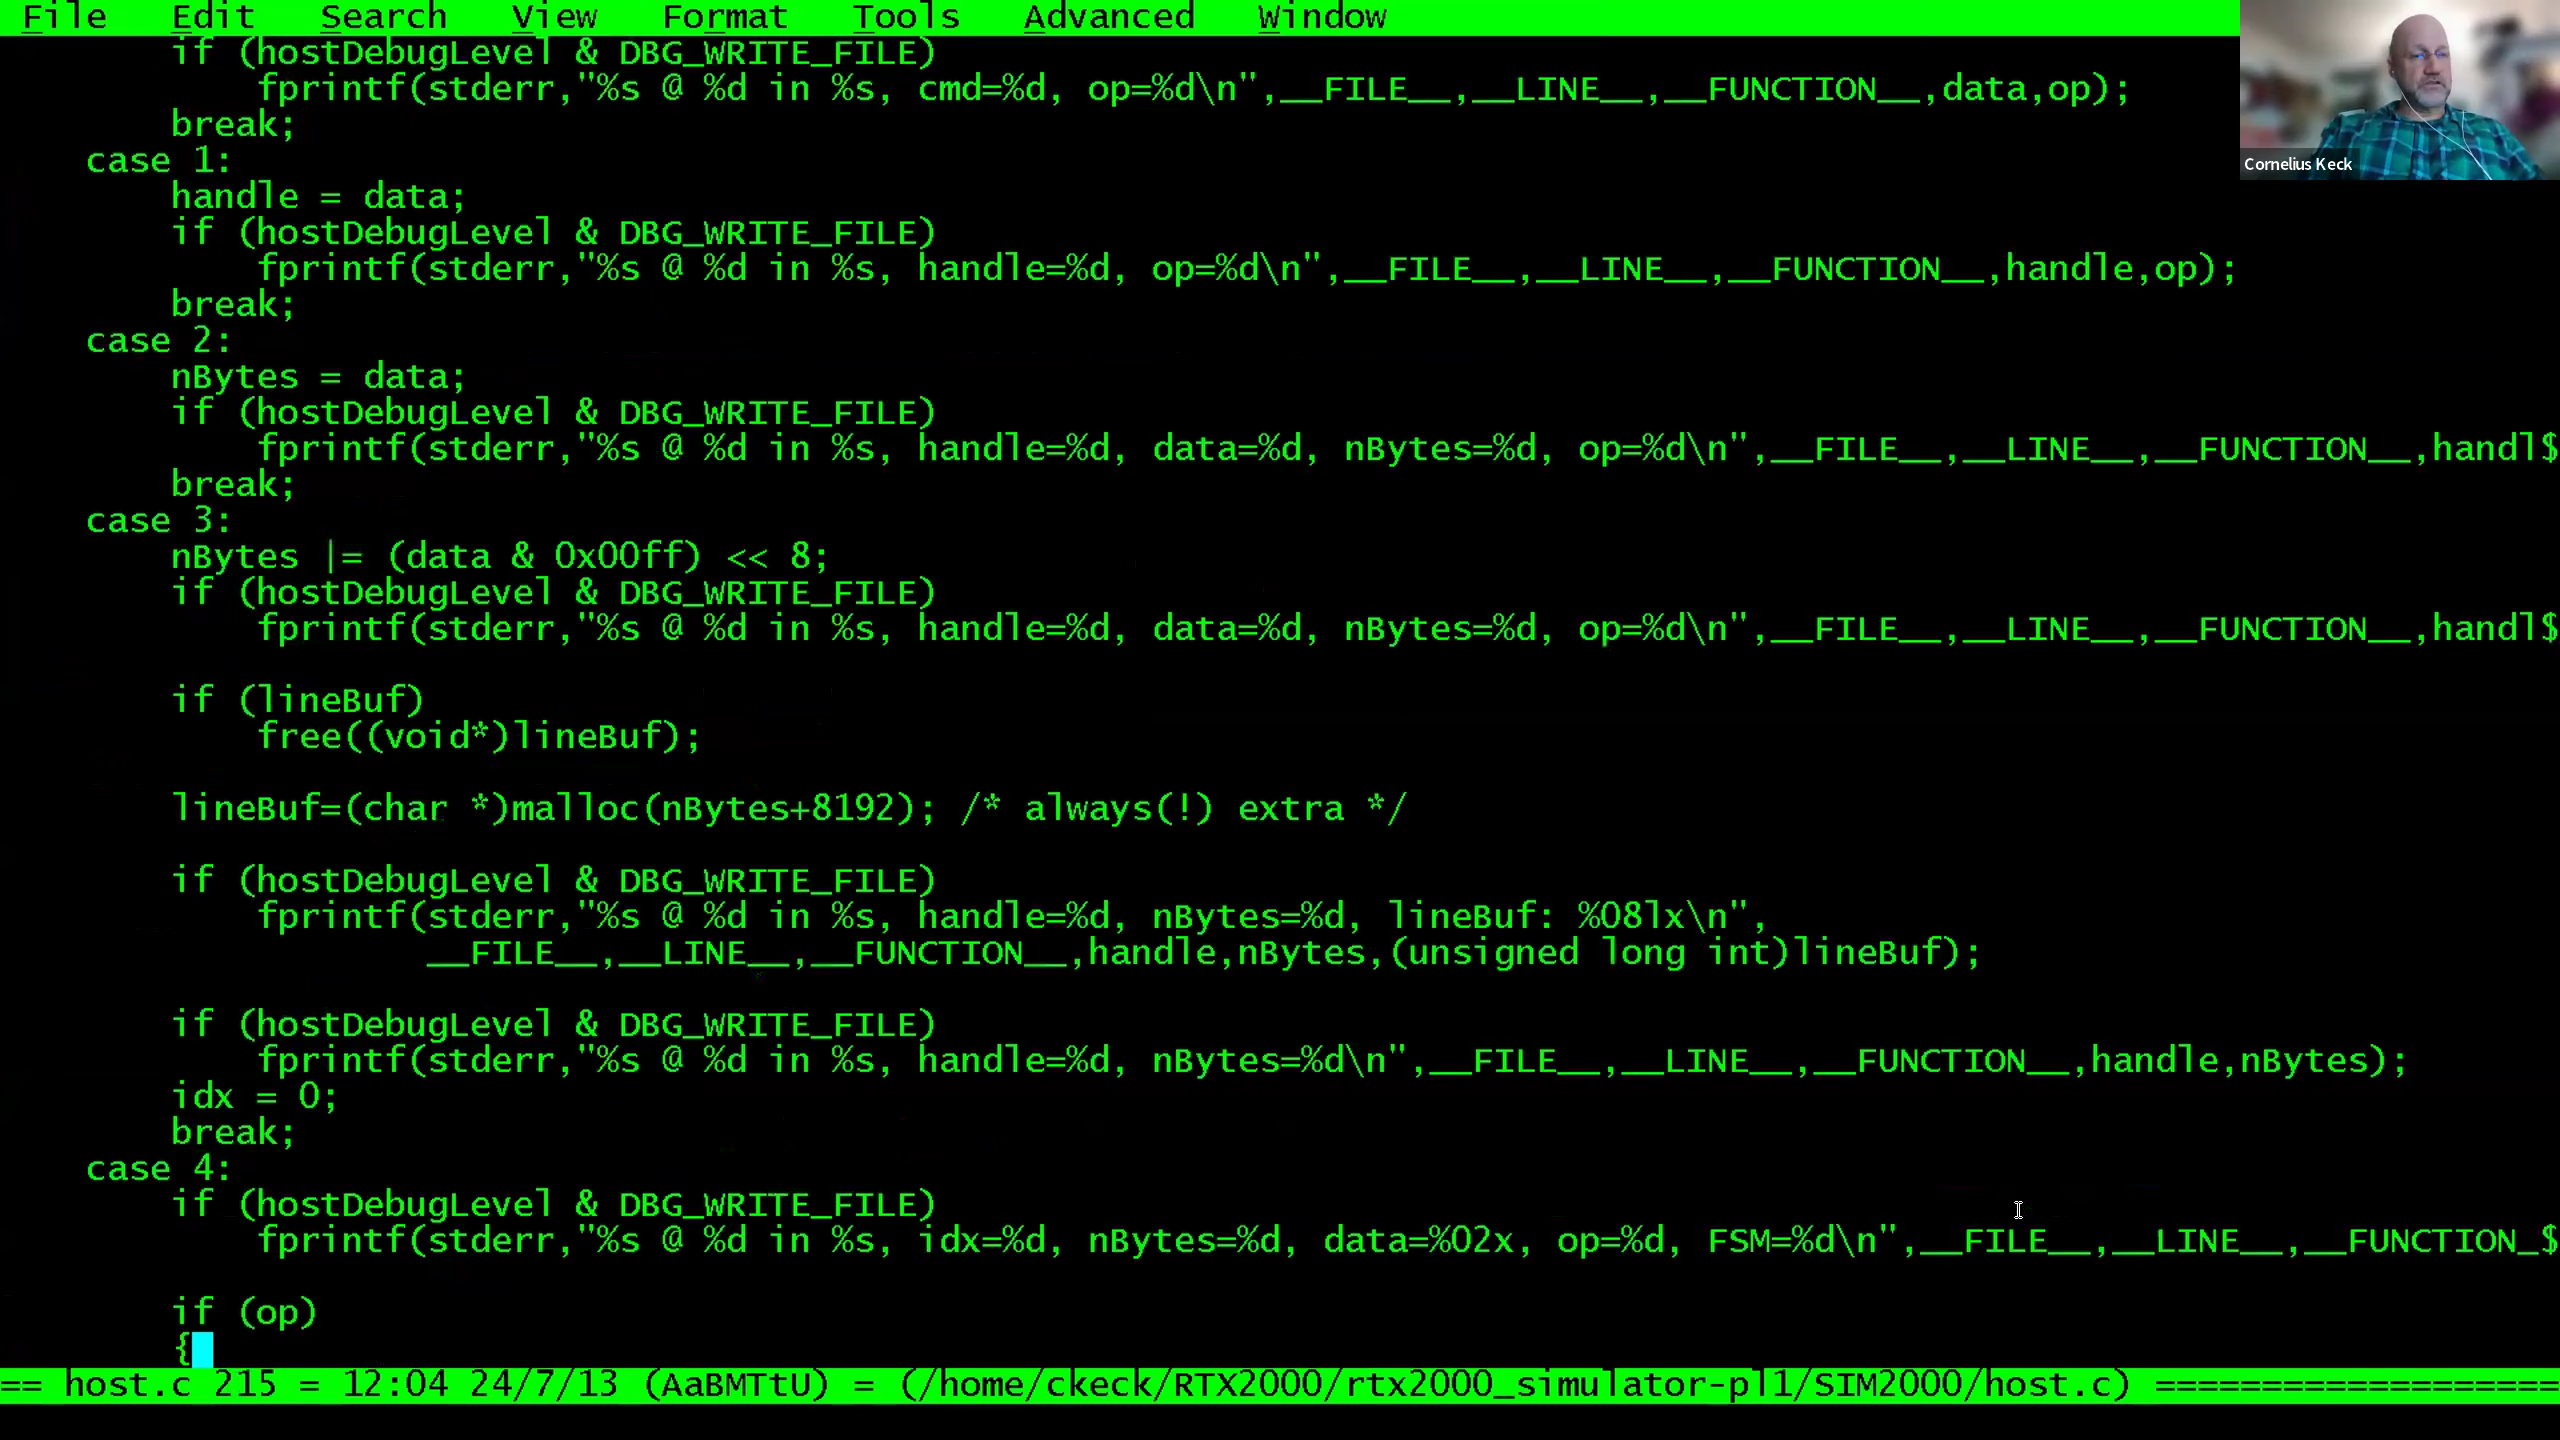 File Edit Search View Format Tools Advanced Window
if (hostDebugLevel & DBG_WRITE_FILE)
fprintf(stderr,"%s @ %d in %s, cmd=%d, op=%d\n",__FILE__,__LINE__,__FUNCTION__,data,op);
break;
case 1:
handle = data;
if (hostDebugLevel & DBG_WRITE_FILE)
fprintf(stderr,"%s @ %d in %s, handle=%d, op=%d\n",__FILE__,__LINE__,__FUNCTION__,handle,op);
break;
case 2:
nBytes = data;
if (hostDebugLevel & DBG_WRITE_FILE)
fprintf(stderr,"%s @ %d in %s, handle=%d, data=%d, nBytes=%d, op=%d\n",__FILE__,__LINE__,__FUNCTION__,handl$
break;
case 3:
nBytes |= (data & 0x00ff) << 8;
if (hostDebugLevel & DBG_WRITE_FILE)
fprintf(stderr,"%s @ %d in %s, handle=%d, data=%d, nBytes=%d, op=%d\n",__FILE__,__LINE__,__FUNCTION__,handl$
if (lineBuf)
free((void*)lineBuf);
lineBuf=(char *)malloc(nBytes+8192); /* always(!) extra */
if (hostDebugLevel & DBG_WRITE_FILE)
fprintf(stderr,"%s @ %d in %s, handle=%d, nBytes=%d, lineBuf: %08lx\n",
__FILE__,__LINE__,__FUNCTION__,handle,nBytes,(unsigned long int)lineBuf);
if (hostDebugLevel & DBG_WRITE_FILE)
fprintf(stderr,"%s @ %d in %s, handle=%d, nBytes=%d\n",__FILE__,__LINE__,__FUNCTION__,handle,nBytes);
idx = 0;
break;
case 4:
if (hostDebugLevel & DBG_WRITE_FILE)
fprintf(stderr,"%s @ %d in %s, idx=%d, nBytes=%d, data=%02x, op=%d, FSM=%d\n",__FILE__,__LINE__,__FUNCTION_$
if (op)
{
== host.c 215 = 12:04 24/7/13 (AaBMTtU) = (/home/ckeck/RTX2000/rtx2000_simulator-pl1/SIM2000/host.c) ===================
Cornelius Keck